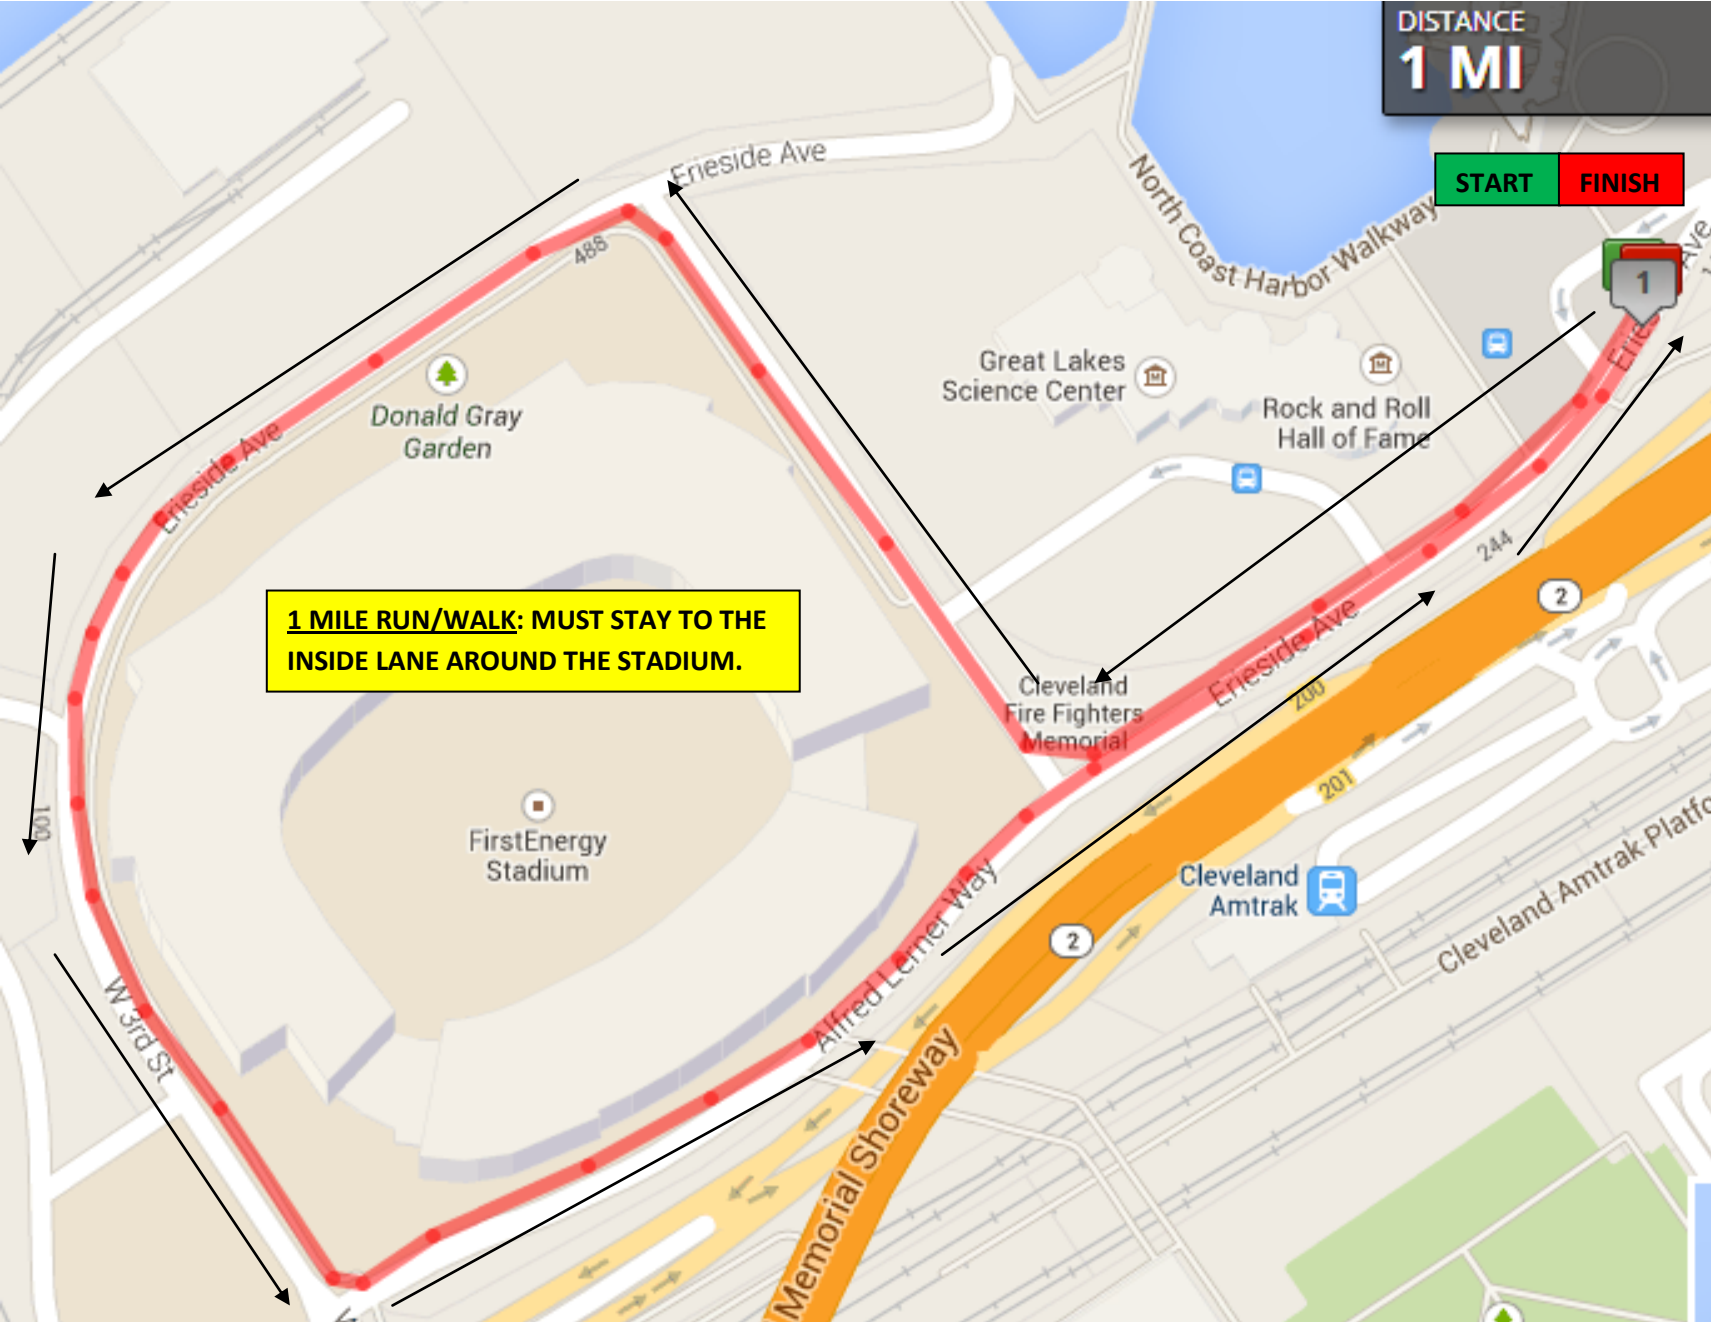 DISTANCE
1 MI
START
FINISH
Erieside Ave
North Coast Harbor Walkway
Ave
1
488
Great Lakes
Science Center
Rock and Roll
Hall of Fame
Donald Gray
Garden
Erieside Ave
244
2
1 MILE RUN/WALK: MUST STAY TO THE
INSIDE LANE AROUND THE STADIUM.
Cleveland
Fire Fighters
Memorial
Erieside Ave
200
201
100
FirstEnergy
Stadium
Alfred Lerner Way
Cleveland
Amtrak
Cleveland Amtrak Platfo
2
W 3rd St
Memorial Shoreway